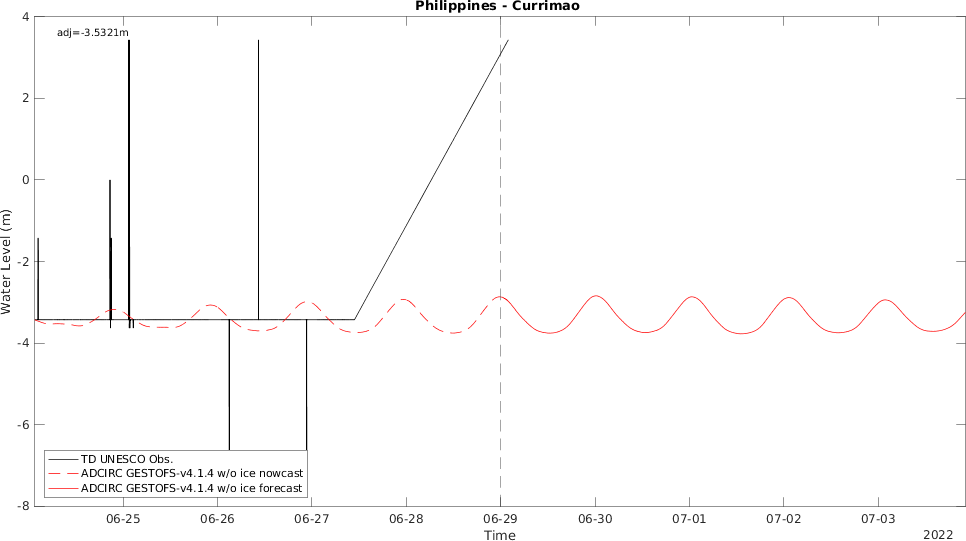 Philippines - Currimao
adj=-3.5321m
4
2
0
-2
-4
-6
-8
Water Level (m)
TD UNESCO Obs.
ADCIRC GESTOFS-v4.1.4 w/o ice nowcast
ADCIRC GESTOFS-v4.1.4 w/o ice forecast
06-25
06-26
06-27
06-28
06-29
06-30
07-01
07-02
07-03
Time
2022